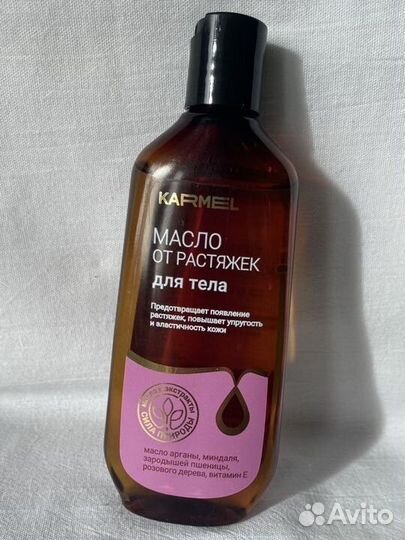 KARMEL
МАСЛО
ОТ РАСТЯЖЕК
для тела
Предотвращает появление
растяжек, повышает упругость
и эластичность кожи
масла и экстракты
СИЛА ПРИРОДЫ
масло арганы, миндаля,
зародышей пшеницы,
розового дерева, витамин Е
Avito